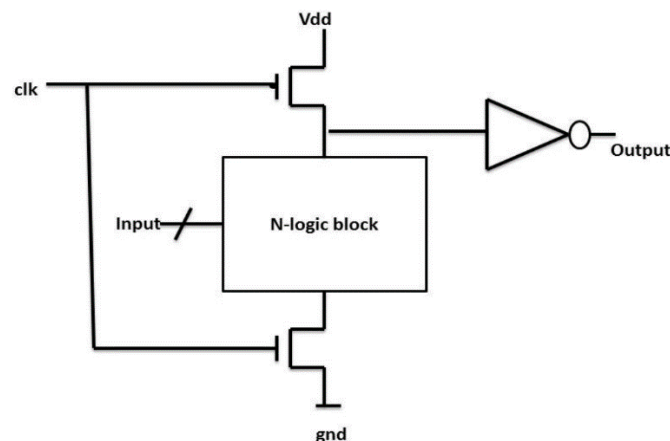 Vdd
clk
Output
Input
N-logic block
gnd